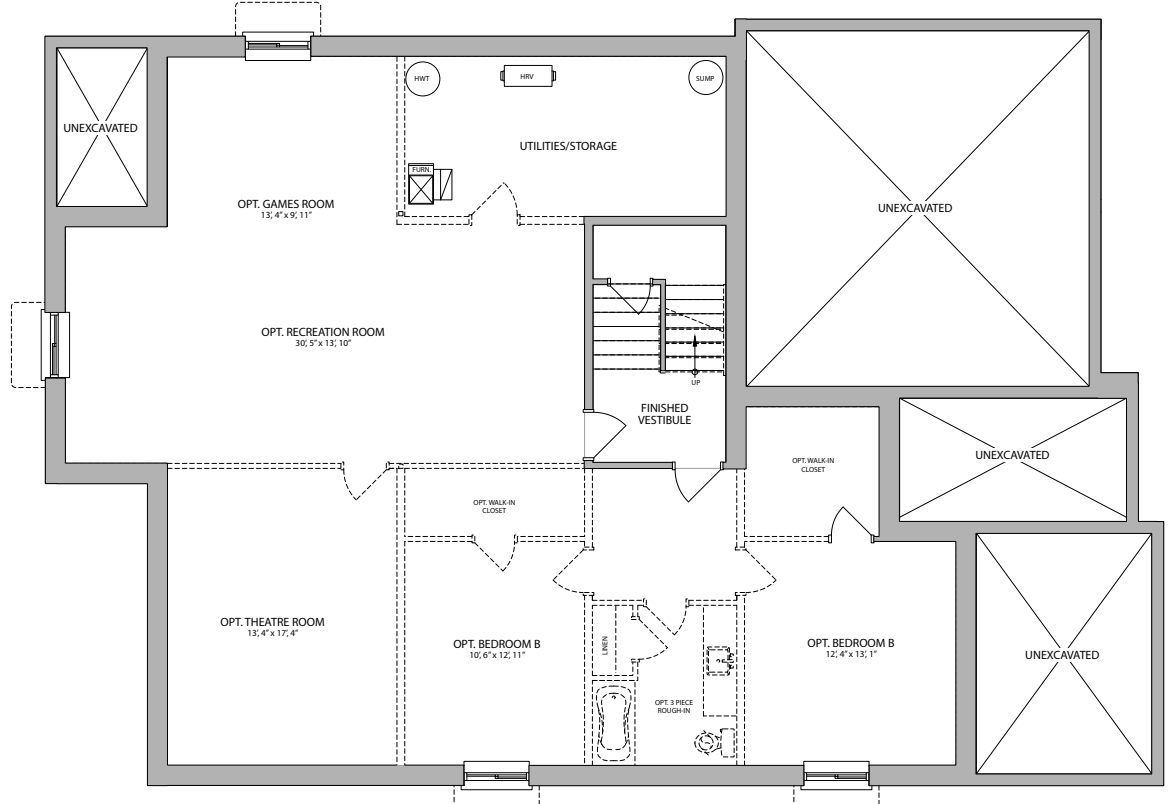 HWT
HRV
SUMP
UNEXCAVATED
UTILITIES/STORAGE
FURN.
OPT. GAMES ROOM
13', 4" x 9', 11"
UNEXCAVATED
OPT. RECREATION ROOM
30', 5" x 13', 10"
UP
FINISHED
VESTIBULE
OPT. WALK-IN
CLOSET
UNEXCAVATED
OPT. WALK-IN
CLOSET
OPT. THEATRE ROOM
13', 4" x 17', 4"
OPT. BEDROOM B
10', 6" x 12', 11"
LINEN
OPT. BEDROOM B
12', 4" x 13', 1"
UNEXCAVATED
OPT. 3 PIECE
ROUGH-IN